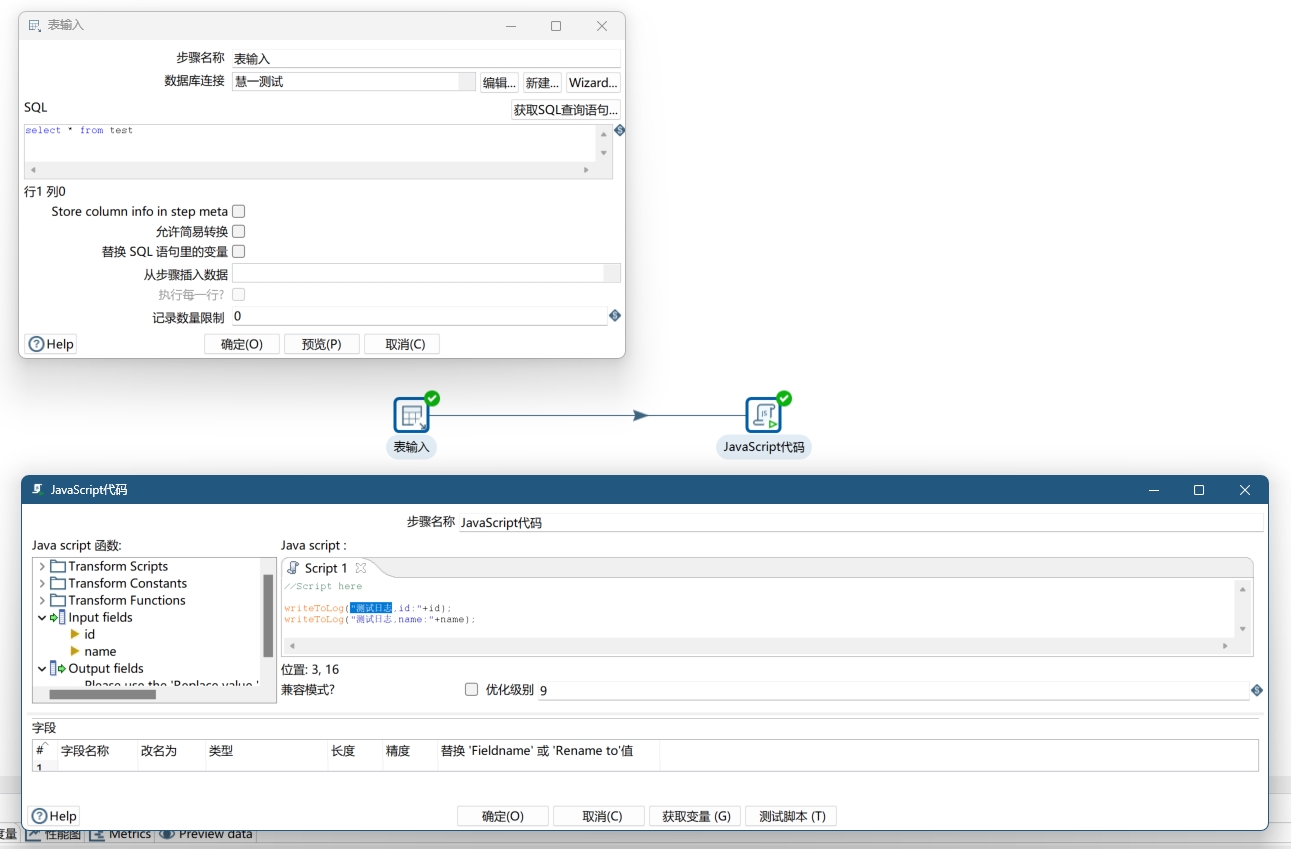 表输入
步骤名称 表输入
数据库连接 慧一测试 编辑... 新建... Wizard...
SQL 获取SQL查询语句...
select * from test
行1 列0
Store column info in step meta
允许简易转换
替换 SQL 语句里的变量
从步骤插入数据
执行每一行?
记录数量限制 0
Help 确定(O) 预览(P) 取消(C)
表输入 JavaScript代码
JavaScript代码
步骤名称 JavaScript代码
Java script 函数: Java script :
Transform Scripts Script 1
Transform Constants //Script here
Transform Functions writeToLog("测试日志,id:"+id);
Input fields writeToLog("测试日志,name:"+name);
id
name
Output fields 位置: 3, 16
Please use the 'Replace value '
兼容模式? 优化级别 9
字段
# 字段名称 改名为 类型 长度 精度 替换 'Fieldname' 或 'Rename to'值
1
Help 确定(O) 取消(C) 获取变量 (G) 测试脚本 (T)
度量 性能图 Metrics Preview data